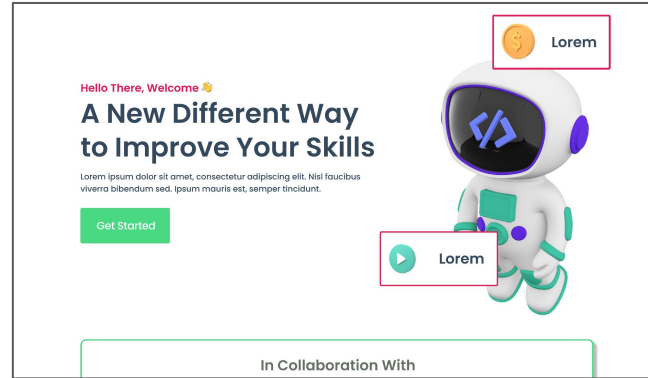 Lorem
Hello There, Welcome 👋
A New Different Way
to Improve Your Skills
Lorem ipsum dolor sit amet, consectetur adipiscing elit. Nisl faucibus
viverra bibendum sed. Ipsum mauris est, semper tincidunt.
Get Started
Lorem
In Collaboration With